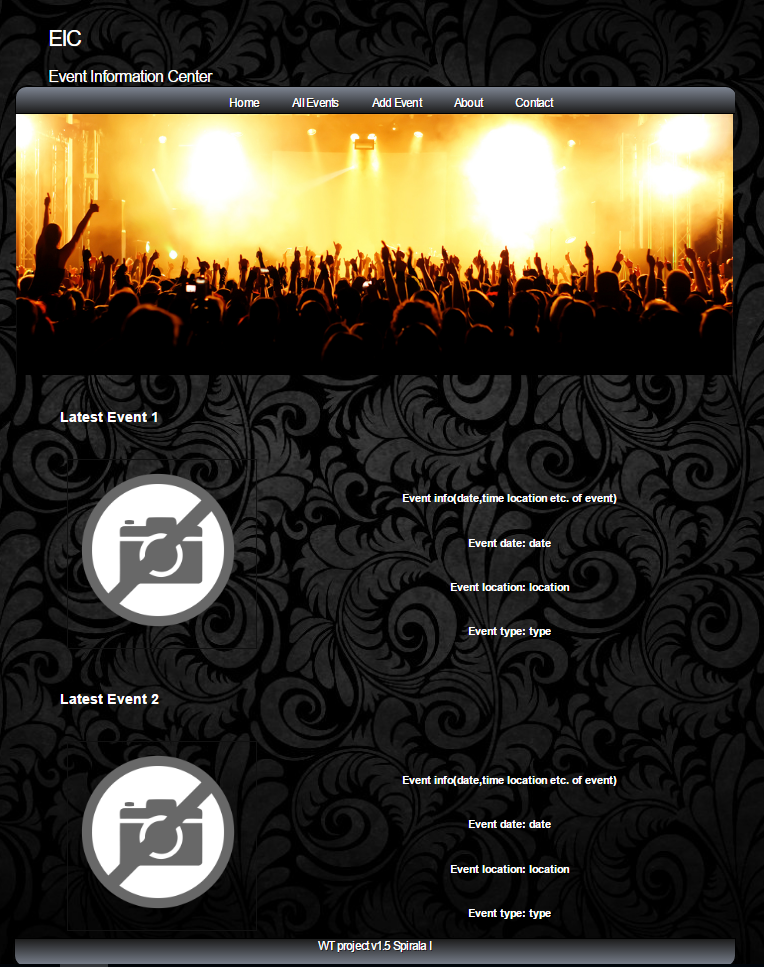 EIC
Event Information Center
Home All Events Add Event About Contact
Latest Event 1
Event info(date,time location etc. of event)
Event date: date
Event location: location
Event type: type
Latest Event 2
Event info(date,time location etc. of event)
Event date: date
Event location: location
Event type: type
WT project v1.5 Spirala I